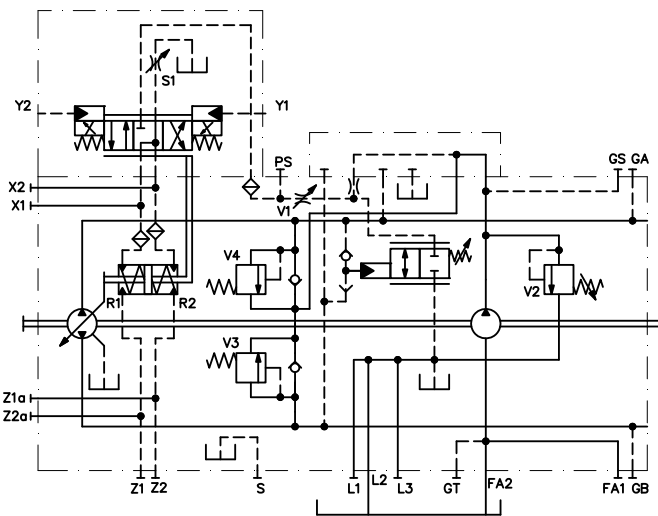 S1
Y2
Y1
PS
GS GA
X2
X1
V1
V4
V2
R1
R2
V3
Z1a
Z2a
Z1 Z2
S
L1
L2
L3
GT
FA2
FA1 GB